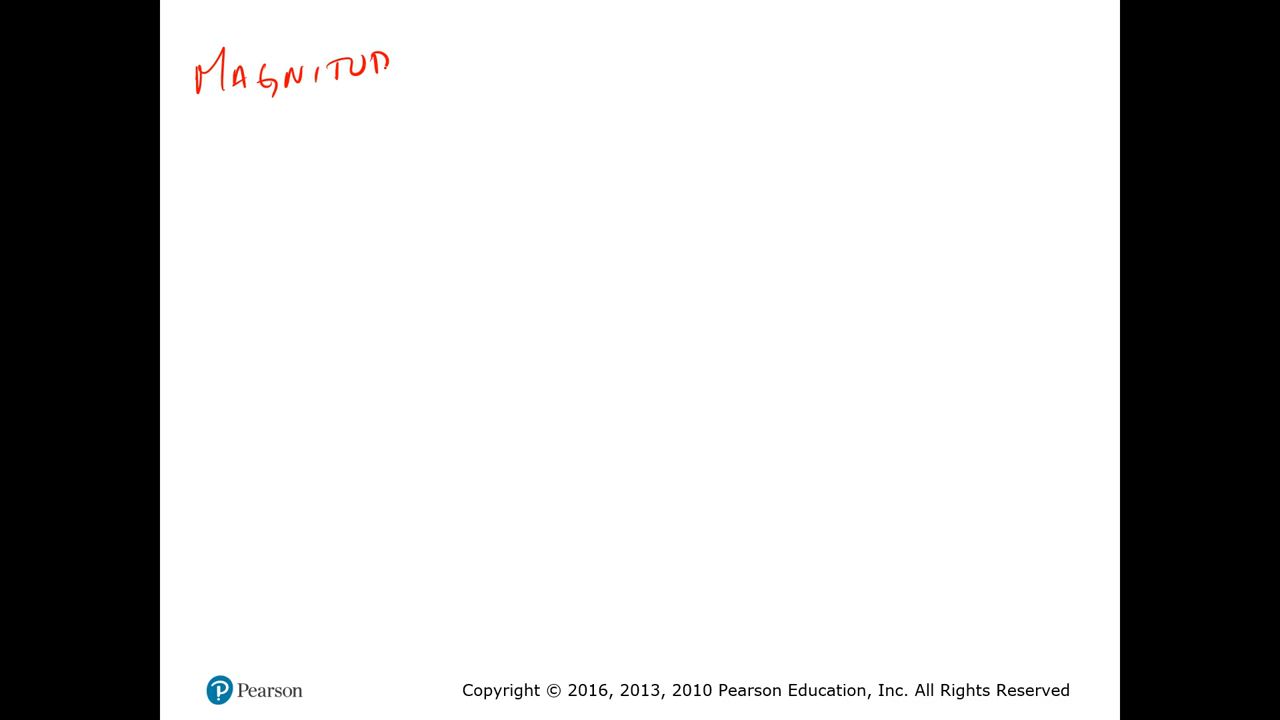 MAGNITUD
Pearson
Copyright © 2016, 2013, 2010 Pearson Education, Inc. All Rights Reserved